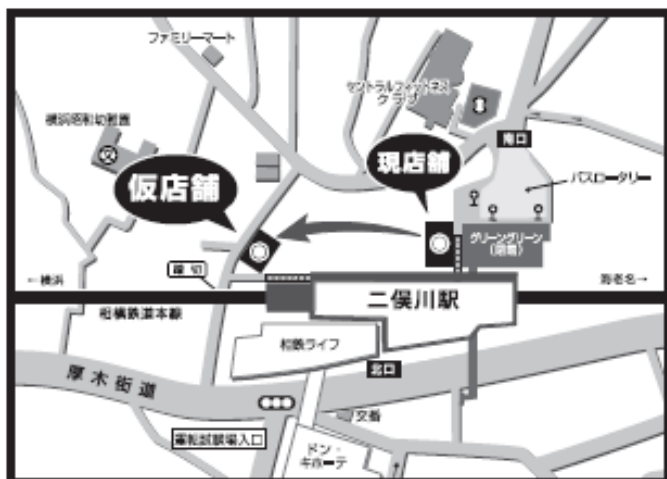 ファミリーマート
セントラルフィットネス
クラブ
横浜昭和幼稚園
南口
現店舗
仮店舗
バスロータリー
グリーングリーン
(閉館)
踏切
←横浜
海老名→
二俣川駅
相模鉄道本線
相鉄ライフ
北口
厚木街道
交番
運転試験場入口
ドン・
キホーテ